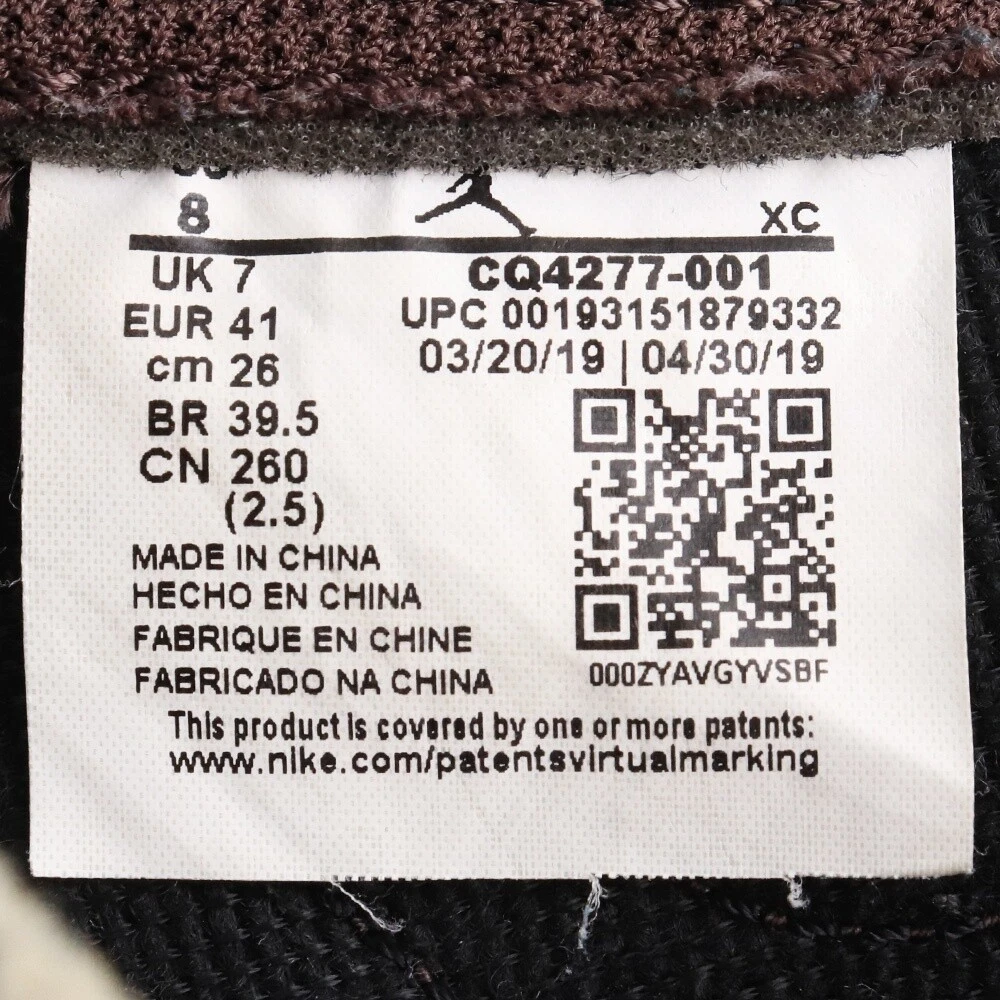 8
XC
UK 7
EUR 41
cm 26
BR 39.5
CN 260
(2.5)
CQ4277-001
UPC 00193151879332
03/20/19 | 04/30/19
000ZYAVGYVSBF
MADE IN CHINA
HECHO EN CHINA
FABRIQUE EN CHINE
FABRICADO NA CHINA
This product is covered by one or more patents:
www.nike.com/patentsvirtualmarking